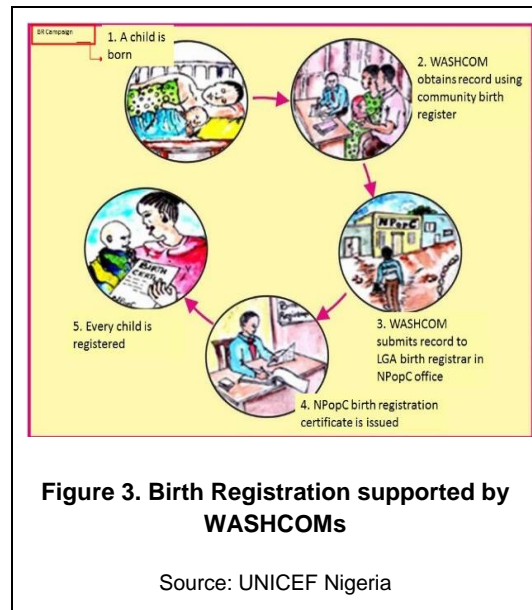 BR Campaign
1. A child is
born
2. WASHCOM
obtains record using
community birth
register
NPopC
3. WASHCOM
submits record to
LGA birth registrar in
NPopC office
Birth
4. NPopC birth registration
certificate is issued
BIRTH
5. Every child is
registered
Figure 3. Birth Registration supported by
WASHCOMs
Source: UNICEF Nigeria